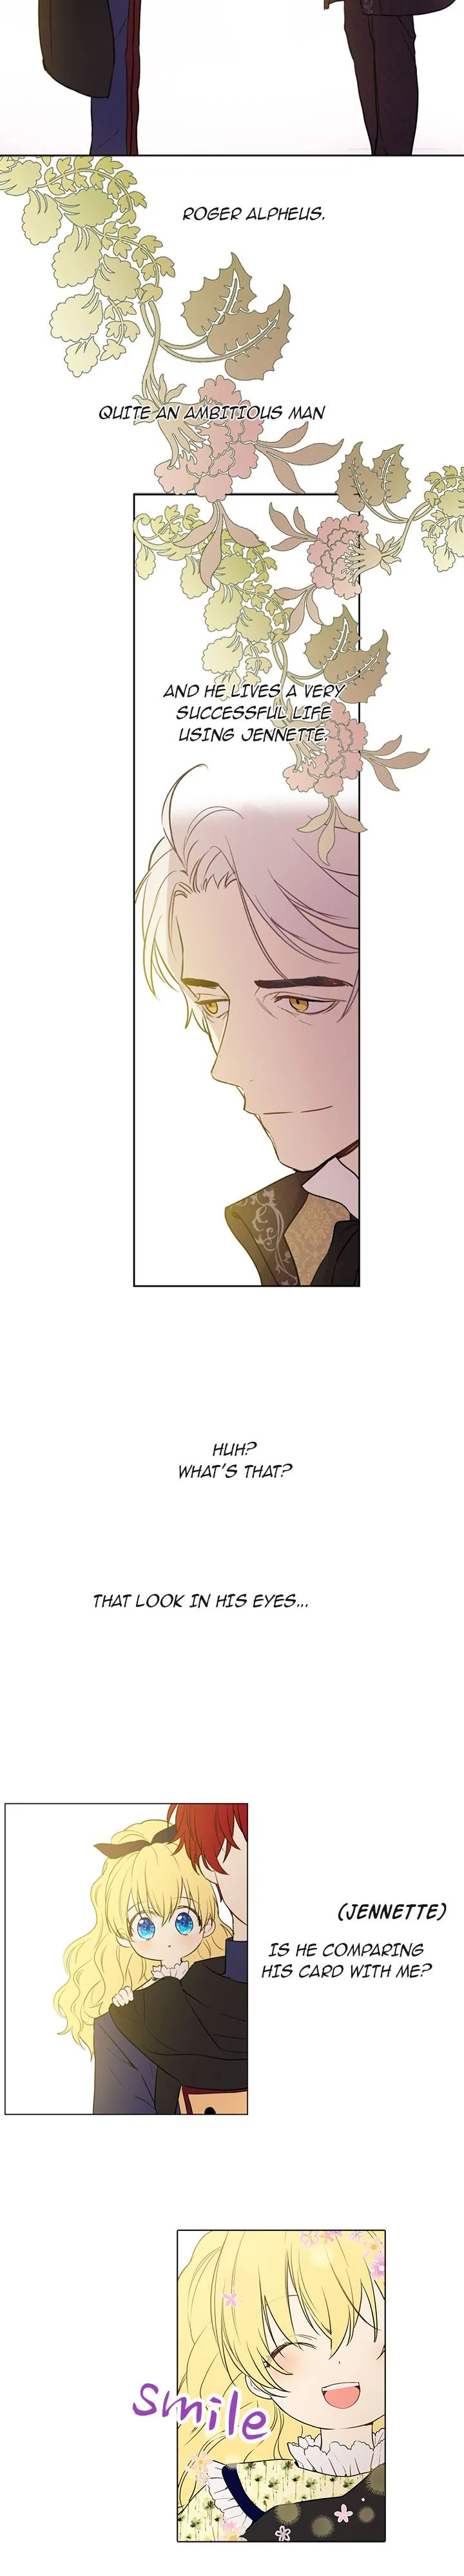 ROGER ALPHEUS.
QUITE AN AMBITIOUS MAN
AND HE LIVES A VERY
SUCCESSFUL LIFE
USING JENNETTE.
HUH?
WHAT'S THAT?
THAT LOOK IN HIS EYES...
(JENNETTE)
IS HE COMPARING
HIS CARD WITH ME?
Smile